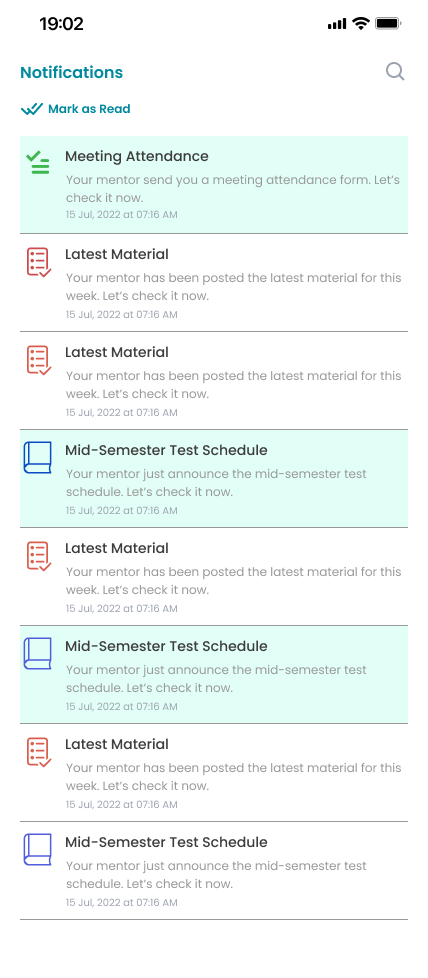 19:02
Notifications
Mark as Read
Meeting Attendance
Your mentor send you a meeting attendance form. Let's
check it now.
15 Jul, 2022 at 07:16 AM
Latest Material
Your mentor has been posted the latest material for this
week. Let's check it now.
15 Jul, 2022 at 07:16 AM
Latest Material
Your mentor has been posted the latest material for this
week. Let's check it now.
15 Jul, 2022 at 07:16 AM
Mid-Semester Test Schedule
Your mentor just announce the mid-semester test
schedule. Let's check it now.
15 Jul, 2022 at 07:16 AM
Latest Material
Your mentor has been posted the latest material for this
week. Let's check it now.
15 Jul, 2022 at 07:16 AM
Mid-Semester Test Schedule
Your mentor just announce the mid-semester test
schedule. Let's check it now.
15 Jul, 2022 at 07:16 AM
Latest Material
Your mentor has been posted the latest material for this
week. Let's check it now.
15 Jul, 2022 at 07:16 AM
Mid-Semester Test Schedule
Your mentor just announce the mid-semester test
schedule. Let's check it now.
15 Jul, 2022 at 07:16 AM